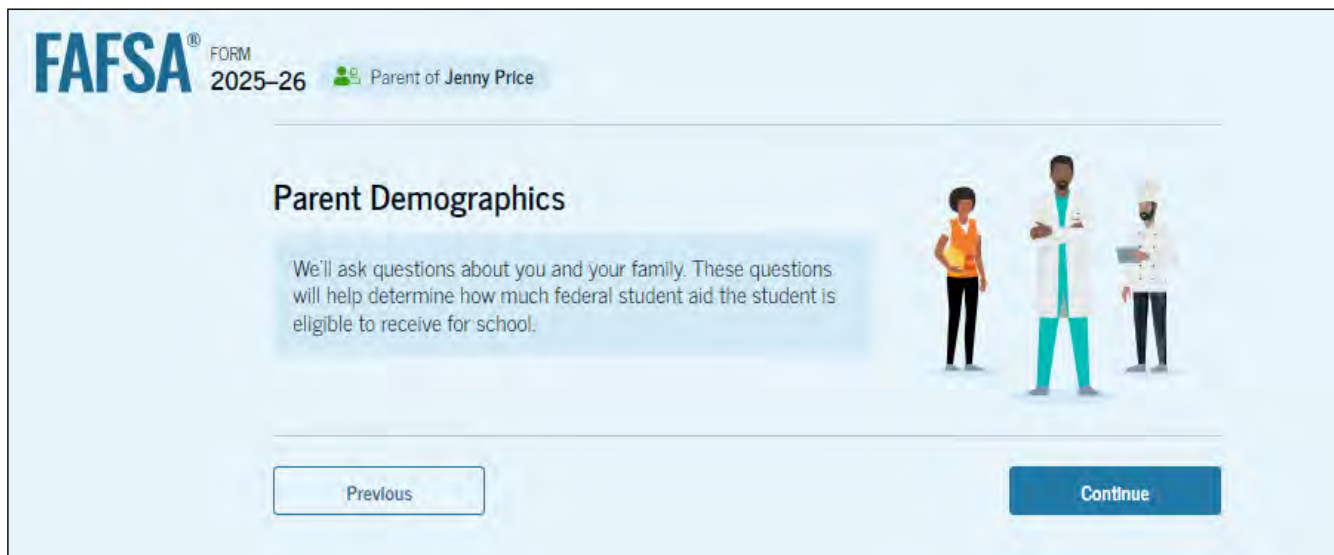 FAFSA® FORM
2025–26
Parent of Jenny Price
Parent Demographics
We'll ask questions about you and your family. These questions
will help determine how much federal student aid the student is
eligible to receive for school.
Previous
Continue